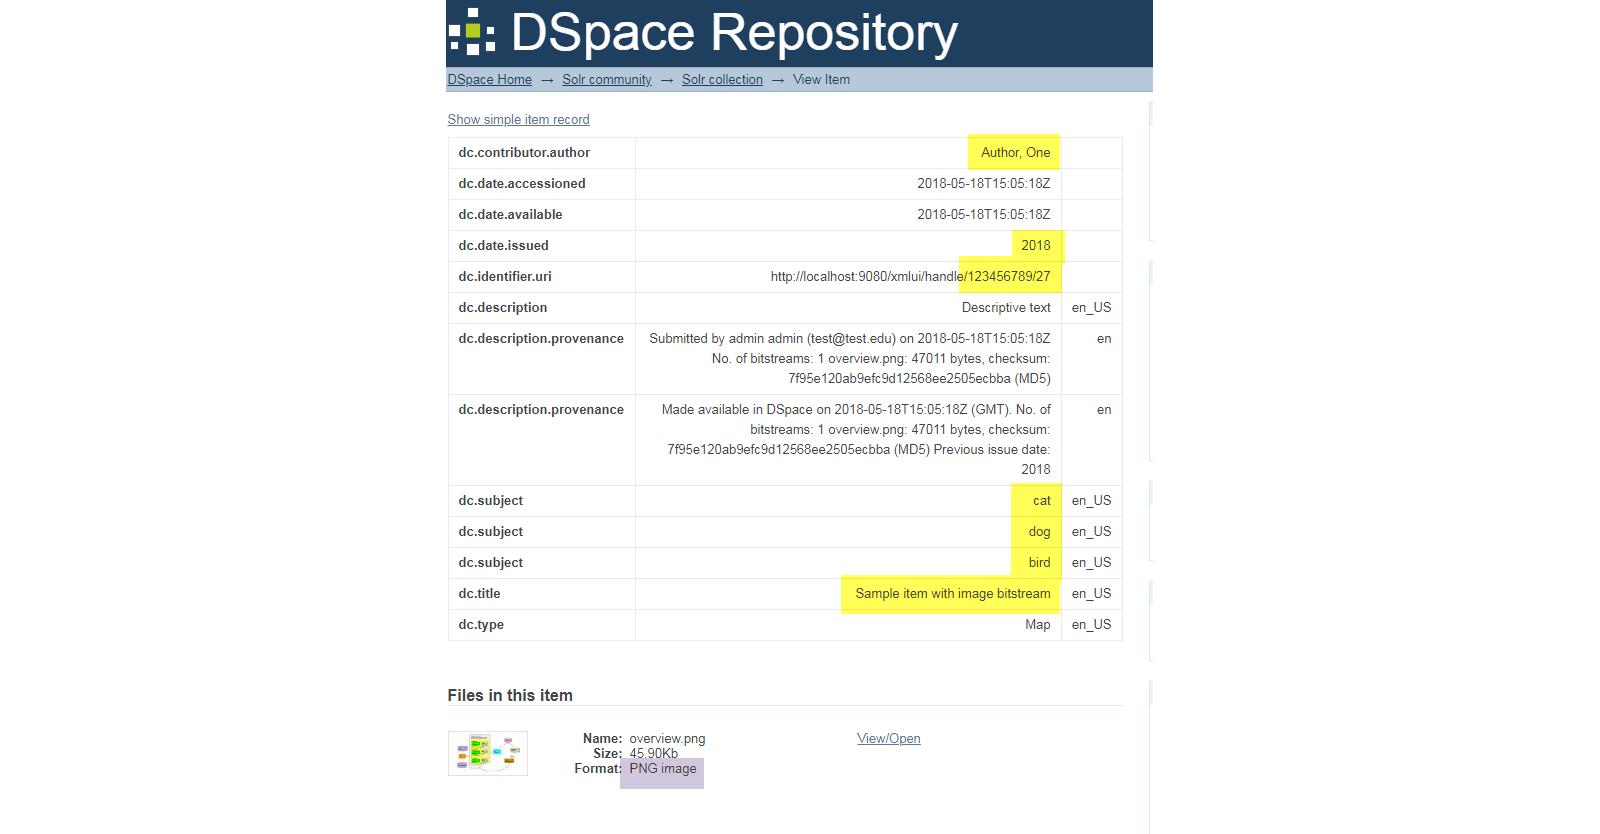 DSpace Repository
DSpace Home → Solr community → Solr collection → View Item
Show simple item record
dc.contributor.author Author, One
dc.date.accessioned 2018-05-18T15:05:18Z
dc.date.available 2018-05-18T15:05:18Z
dc.date.issued 2018
dc.identifier.uri http://localhost:9080/xmlui/handle/123456789/27
dc.description Descriptive text en_US
dc.description.provenance Submitted by admin admin (test@test.edu) on 2018-05-18T15:05:18Z en
No. of bitstreams: 1 overview.png: 47011 bytes, checksum:
7f95e120ab9efc9d12568ee2505ecbba (MD5)
dc.description.provenance Made available in DSpace on 2018-05-18T15:05:18Z (GMT). No. of en
bitstreams: 1 overview.png: 47011 bytes, checksum:
7f95e120ab9efc9d12568ee2505ecbba (MD5) Previous issue date:
2018
dc.subject cat en_US
dc.subject dog en_US
dc.subject bird en_US
dc.title Sample item with image bitstream en_US
dc.type Map en_US
Files in this item
Name: overview.png View/Open
Size: 45.90Kb
Format: PNG image